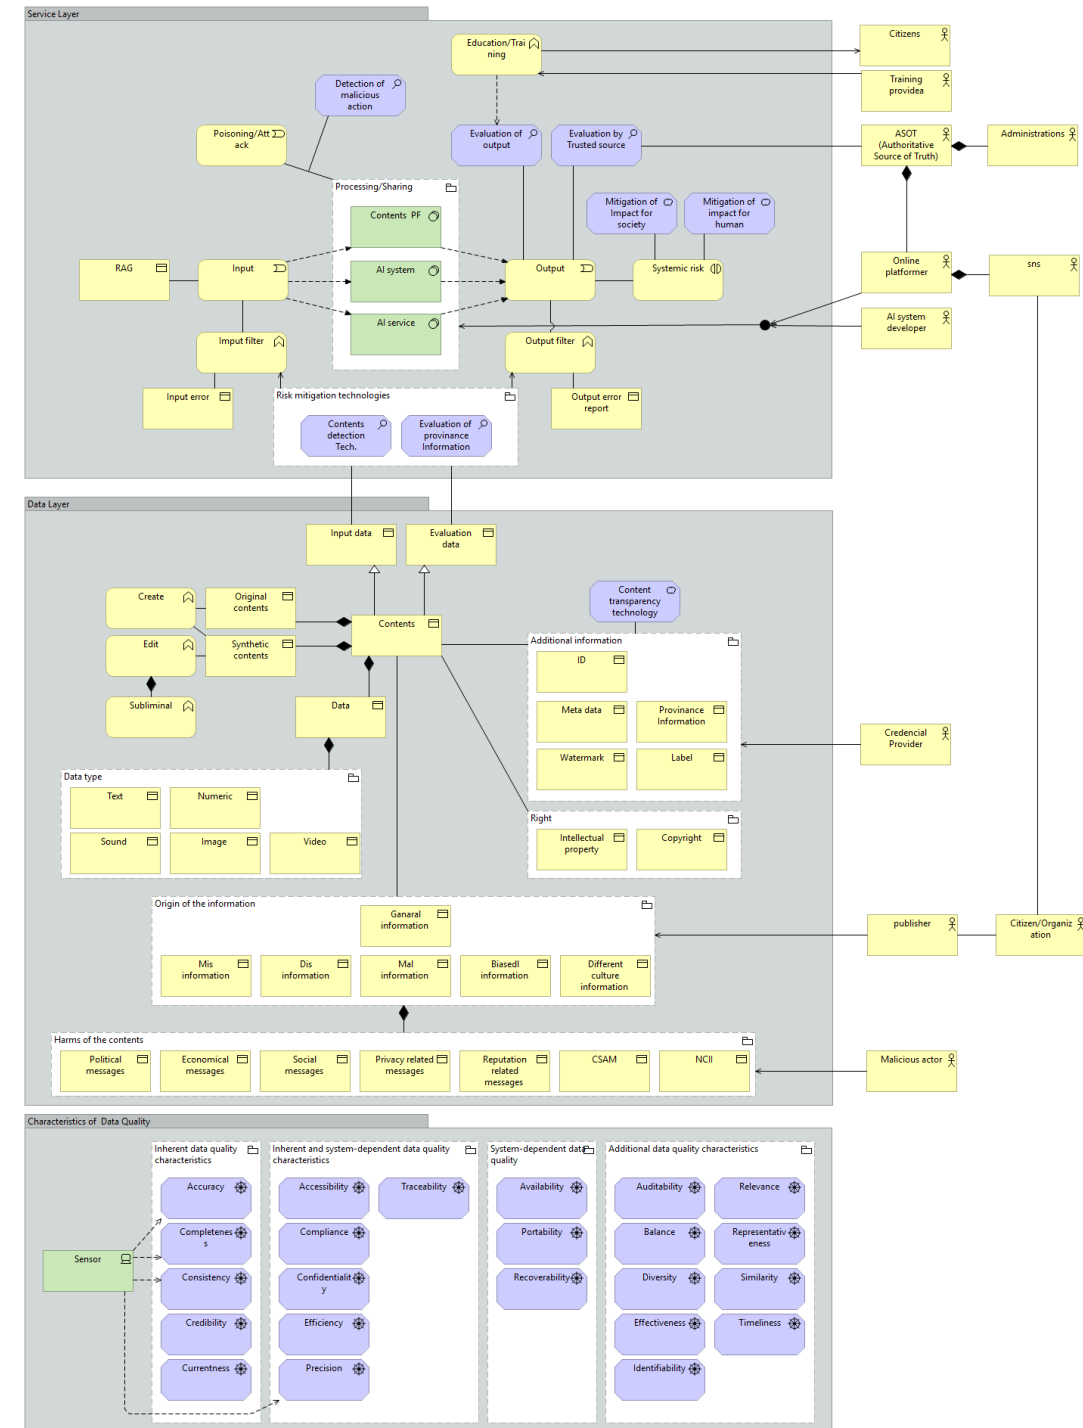 Service Layer
Education/Trai
ning
Citizens
Training
providea
Detection of
malicious
action
Poisoning/Att
ack
Evaluation of
output
Evaluation by
Trusted source
ASOT
(Authoritative
Source of Truth)
Administrations
Processing/Sharing
Contents PF
Mitigation of
Impact for
society
Mitigation of
impact for
human
RAG
Input
AI system
Output
Systemic risk
Online
platformer
sns
AI service
AI system
developer
Imput filter
Output filter
Input error
Risk mitigation technologies
Output error
report
Contents
detection
Tech.
Evaluation of
provinance
Information
Data Layer
Input data
Evaluation
data
Create
Original
contents
Contents
Content
transparency
technology
Edit
Synthetic
contents
Additional information
ID
Subliminal
Data
Meta data
Provinance
Information
Credencial
Provider
Watermark
Label
Data type
Text
Numeric
Right
Sound
Image
Video
Intellectual
property
Copyright
Origin of the information
Ganaral
information
publisher
Citizen/Organiz
ation
Mis
information
Dis
information
Mal
information
Biasedl
information
Different
culture
information
Harms of the contents
Political
messages
Economical
messages
Social
messages
Privacy related
messages
Reputation
related
messages
CSAM
NCII
Malicious actor
Characteristics of Data Quality
Inherent data quality
characteristics
Inherent and system-dependent data quality
characteristics
System-dependent data
quality
Additional data quality characteristics
Accuracy
Accessibility
Traceability
Availability
Auditability
Relevance
Completenes
s
Compliance
Portability
Balance
Representativ
eness
Sensor
Consistency
Confidentialit
y
Recoverability
Diversity
Similarity
Credibility
Efficiency
Effectiveness
Timeliness
Currentness
Precision
Identifiability